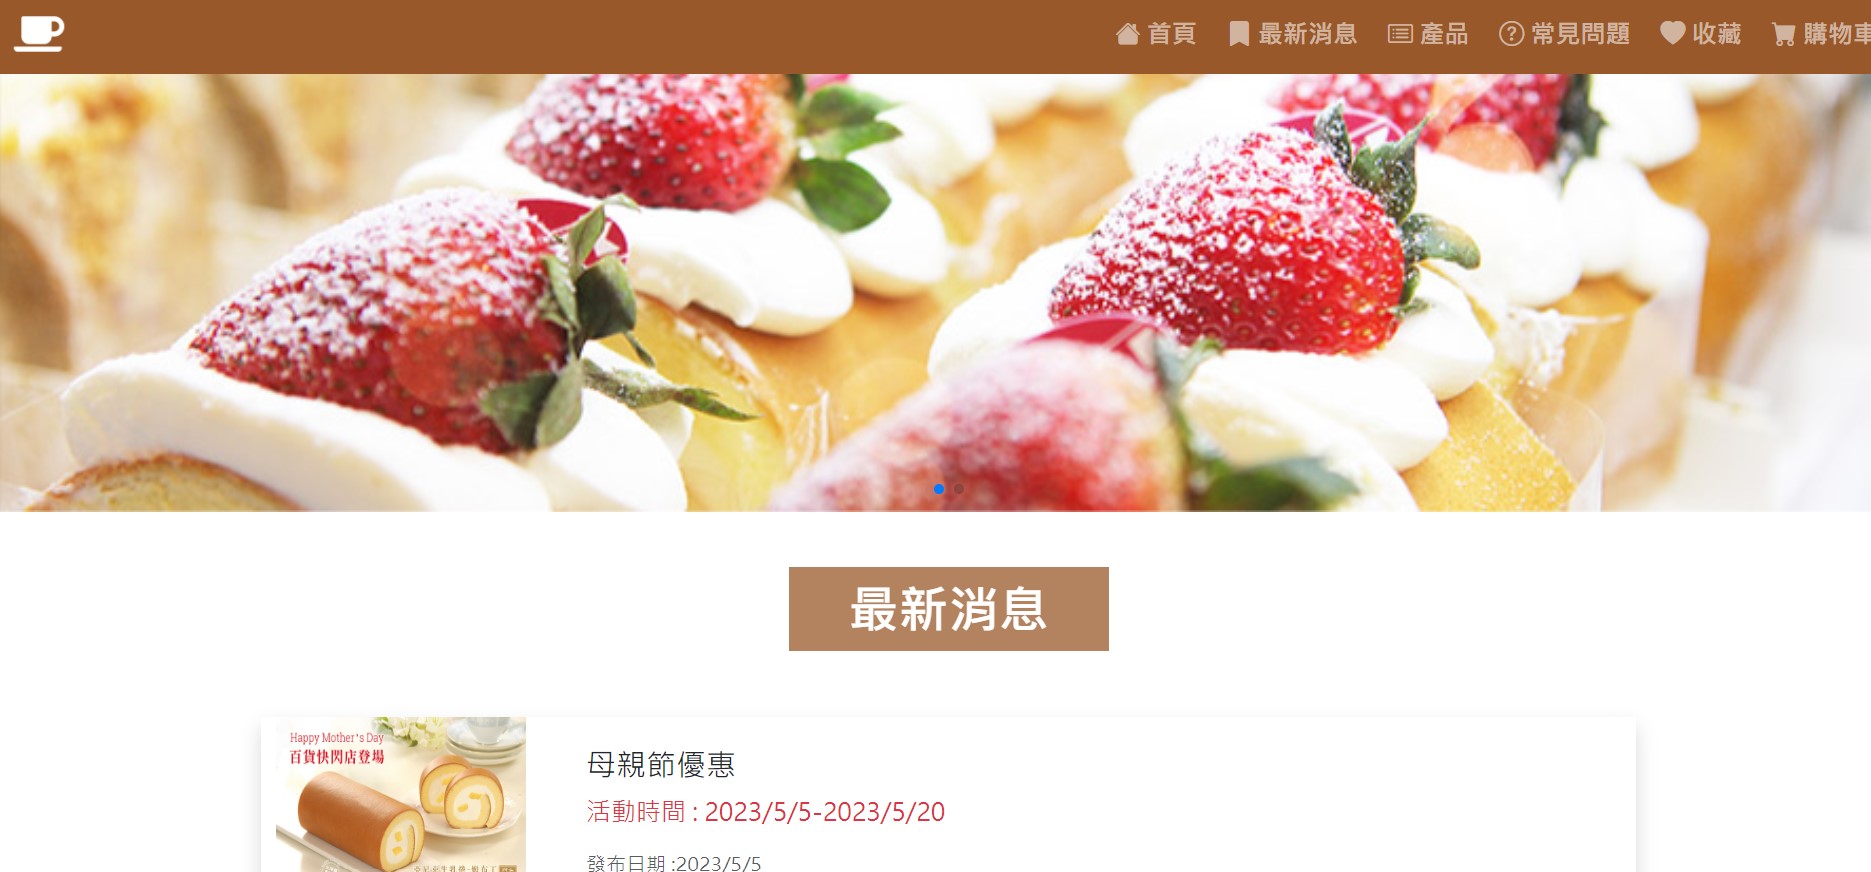 首頁 最新消息 產品 常見問題 收藏 購物車
最新消息
Happy Mother's Day
百貨快閃店登場
母親節優惠
活動時間 : 2023/5/5-2023/5/20
發布日期 :2023/5/5